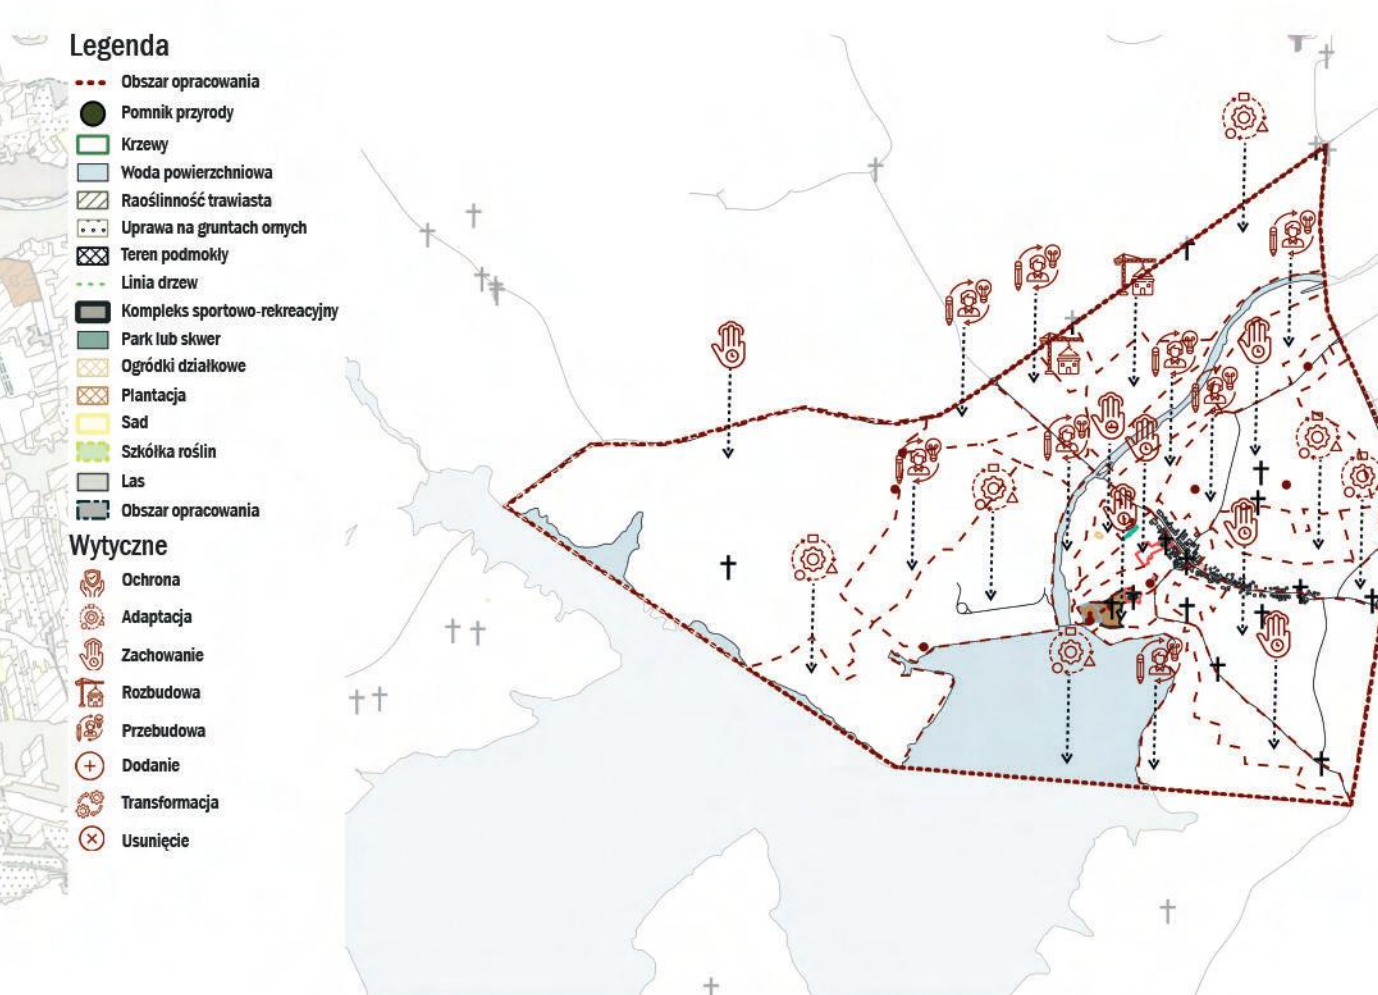 Legenda
Obszar opracowania
Pomnik przyrody
Krzewy
Woda powierzchniowa
Raoślinność trawiasta
Uprawa na gruntach ornych
Teren podmokły
Linia drzew
Kompleks sportowo-rekreacyjny
Park lub skwer
Ogródki działkowe
Plantacja
Sad
Szkółka roślin
Las
Obszar opracowania
Wytyczne
Ochrona
Adaptacja
Zachowanie
Rozbudowa
Przebudowa
Dodanie
Transformacja
Usunięcie